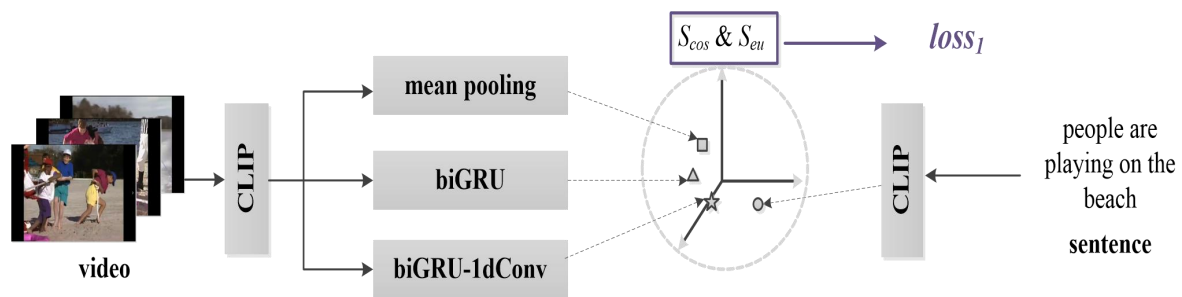 S_cos & S_eu
loss_1
mean pooling
biGRU
biGRU-1dConv
CLIP
CLIP
people are
playing on the
beach
sentence
video